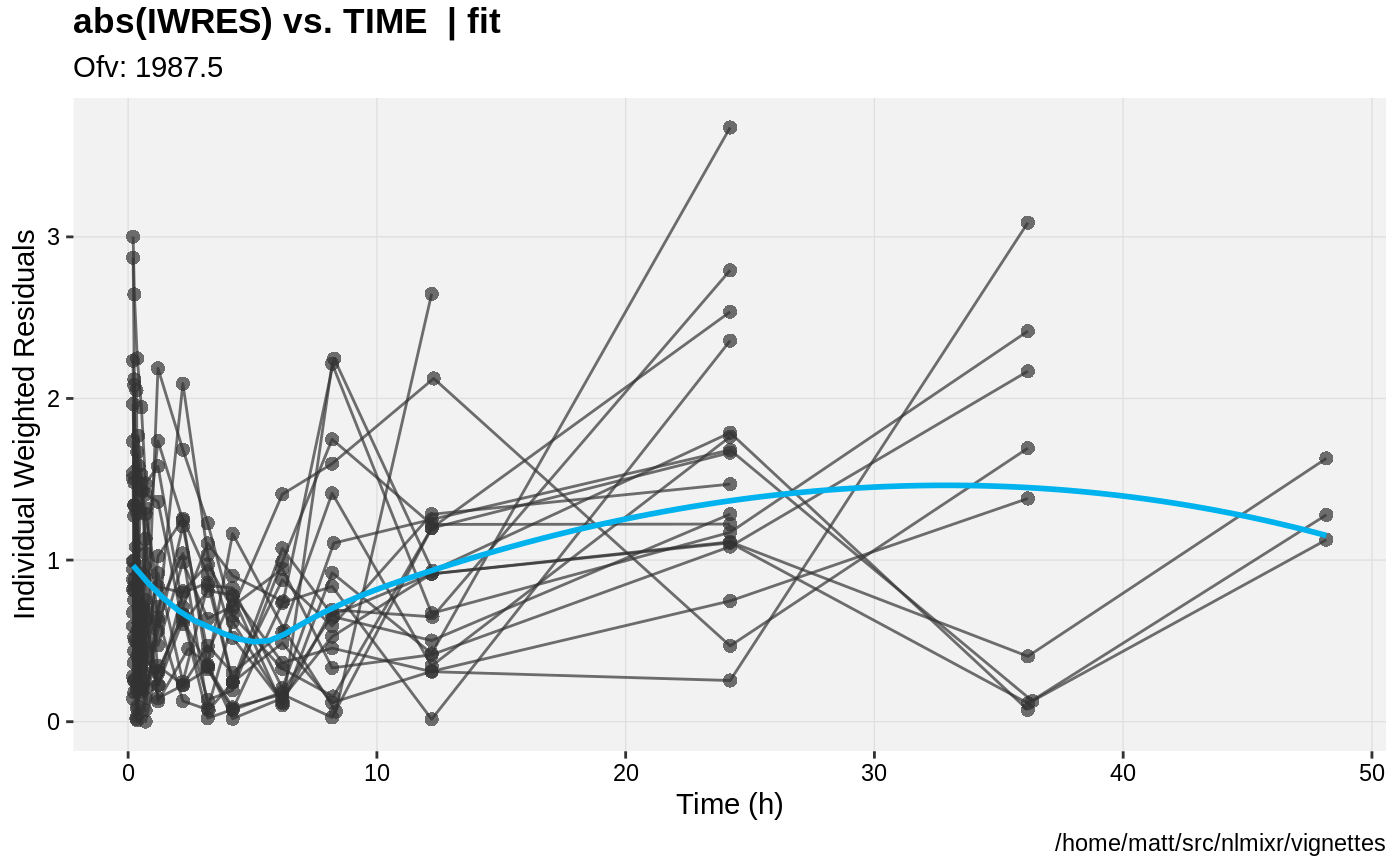 abs(IWRES) vs. TIME | fit
Ofv: 1987.5
Individual Weighted Residuals
3
2
1
0
0 10 20 30 40 50
Time (h)
/home/matt/src/nlmixr/vignettes